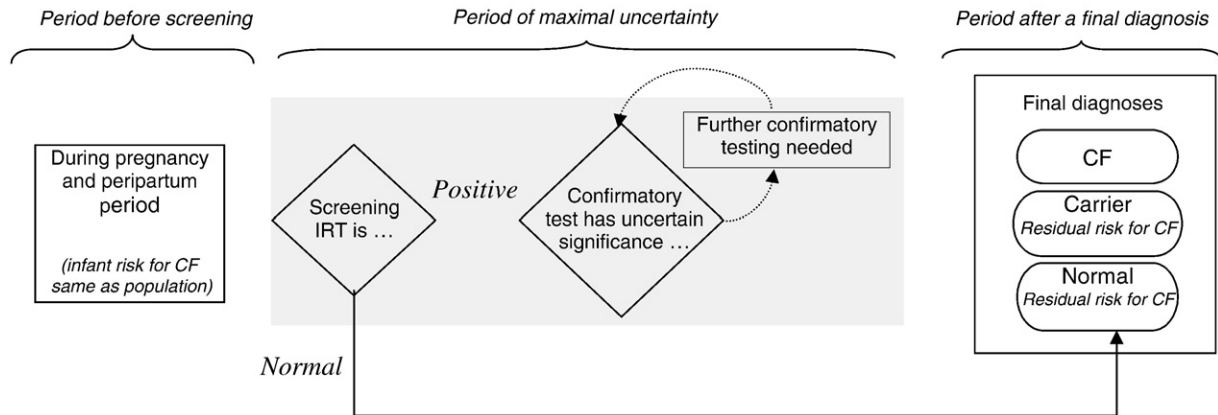 Period before screening
Period of maximal uncertainty
Period after a final diagnosis
During pregnancy
and peripartum
period
(infant risk for CF
same as population)
Screening
IRT is …
Positive
Normal
Confirmatory
test has uncertain
significance …
Further confirmatory
testing needed
Final diagnoses
CF
Carrier
Residual risk for CF
Normal
Residual risk for CF